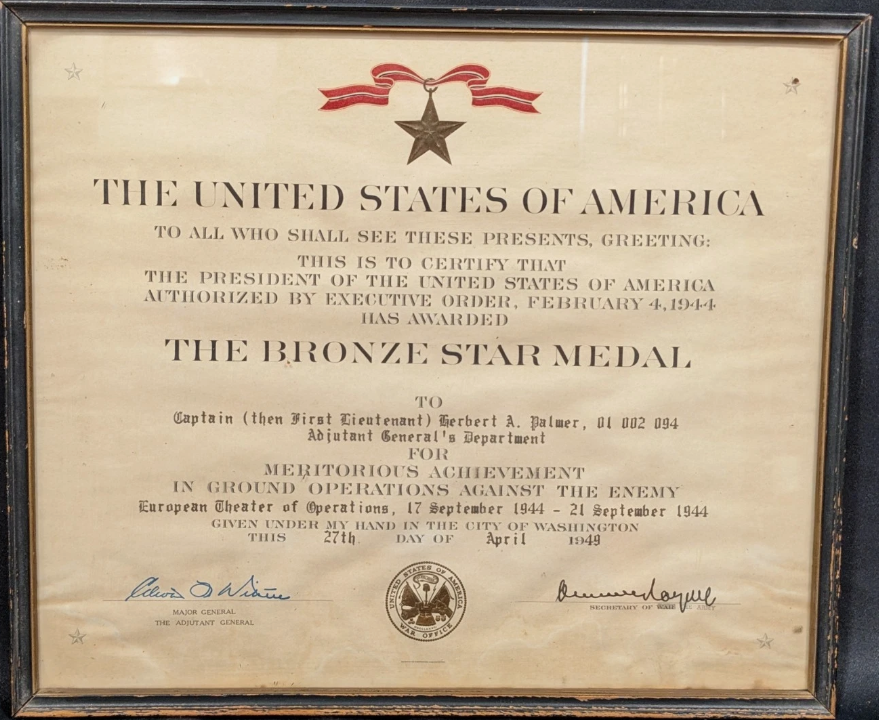 THE UNITED STATES OF AMERICA
TO ALL WHO SHALL SEE THESE PRESENTS, GREETING:
THIS IS TO CERTIFY THAT
THE PRESIDENT OF THE UNITED STATES OF AMERICA
AUTHORIZED BY EXECUTIVE ORDER, FEBRUARY 4, 1944
HAS AWARDED
THE BRONZE STAR MEDAL
TO
Captain (then First Lieutenant) Herbert A. Palmer, 01 002 094
Adjutant General's Department
FOR
MERITORIOUS ACHIEVEMENT
IN GROUND OPERATIONS AGAINST THE ENEMY
European Theater of Operations, 17 September 1944 - 21 September 1944
GIVEN UNDER MY HAND IN THE CITY OF WASHINGTON
THIS 27th DAY OF April 1949
MAJOR GENERAL
THE ADJUTANT GENERAL
UNITED STATES OF AMERICA
WAR OFFICE
SECRETARY OF